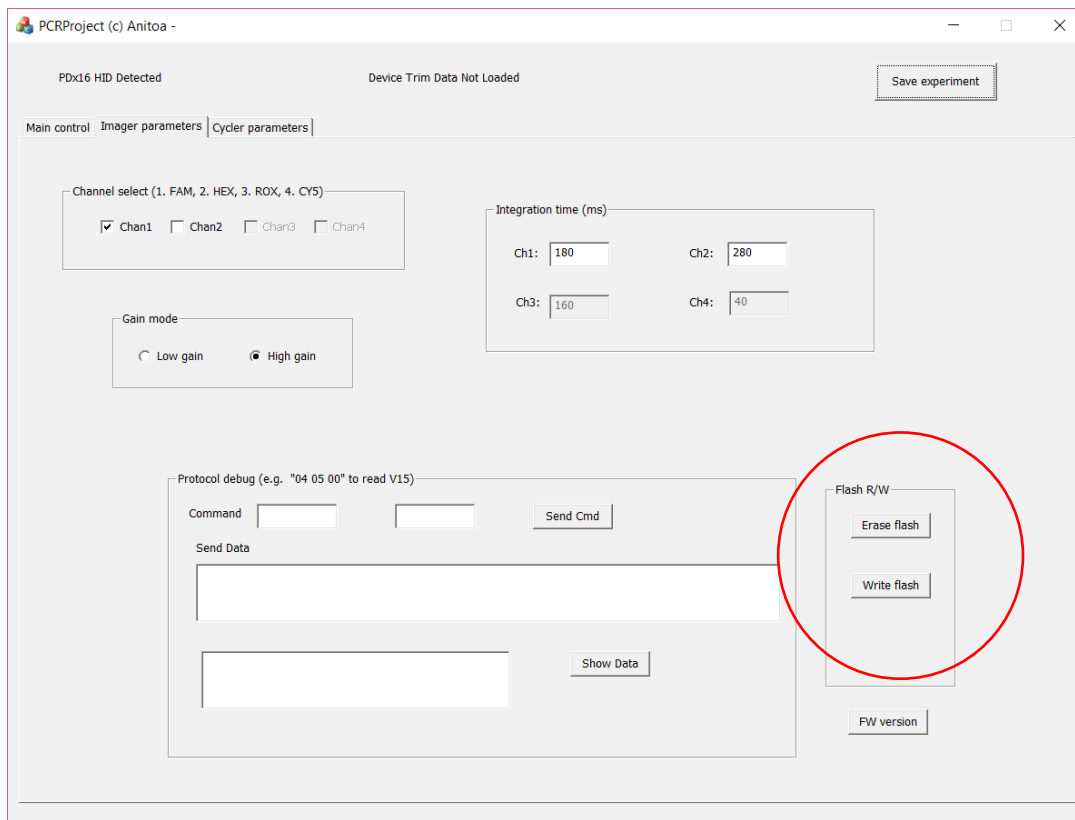 PCRProject (c) Anitoa -
PDx16 HID Detected
Device Trim Data Not Loaded
Save experiment
Main control
Imager parameters
Cycler parameters
Channel select (1. FAM, 2. HEX, 3. ROX, 4. CY5)
Chan1
Chan2
Chan3
Chan4
Integration time (ms)
Ch1: 180
Ch2: 280
Ch3: 160
Ch4: 40
Gain mode
Low gain
High gain
Protocol debug (e.g. "04 05 00" to read V15)
Command
Send Cmd
Send Data
Show Data
Flash R/W
Erase flash
Write flash
FW version